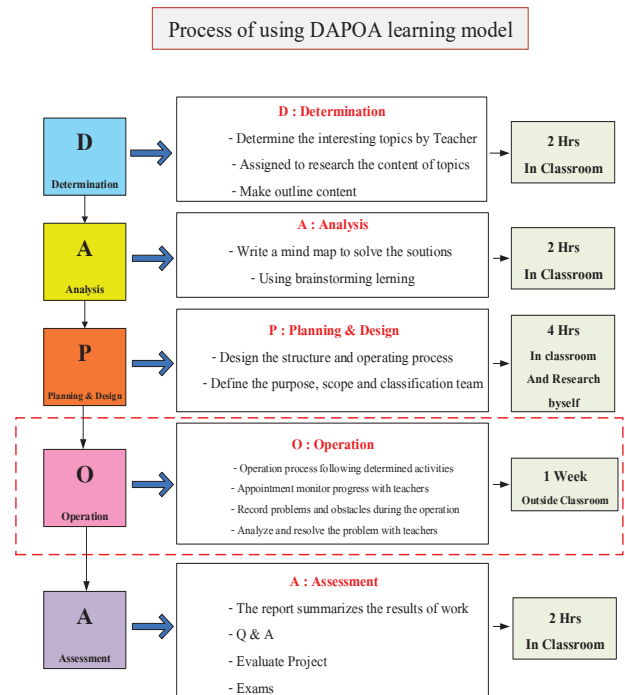 Process of using DAPOA learning model
D
Determination
D : Determination
- Determine the interesting topics by Teacher
- Assigned to research the content of topics
- Make outline content
2 Hrs
In Classroom
A
Analysis
A : Analysis
- Write a mind map to solve the soutions
- Using brainstorming lerning
2 Hrs
In Classroom
P
Planning & Design
P : Planning & Design
- Design the structure and operating process
- Define the purpose, scope and classification team
4 Hrs
In classroom
And Research
byself
O
Operation
O : Operation
- Operation process following determined activities
- Appointment monitor progress with teachers
- Record problems and obstacles during the operation
- Analyze and resolve the problem with teachers
1 Week
Outside Classroom
A
Assessment
A : Assessment
- The report summarizes the results of work
- Q & A
- Evaluate Project
- Exams
2 Hrs
In Classroom